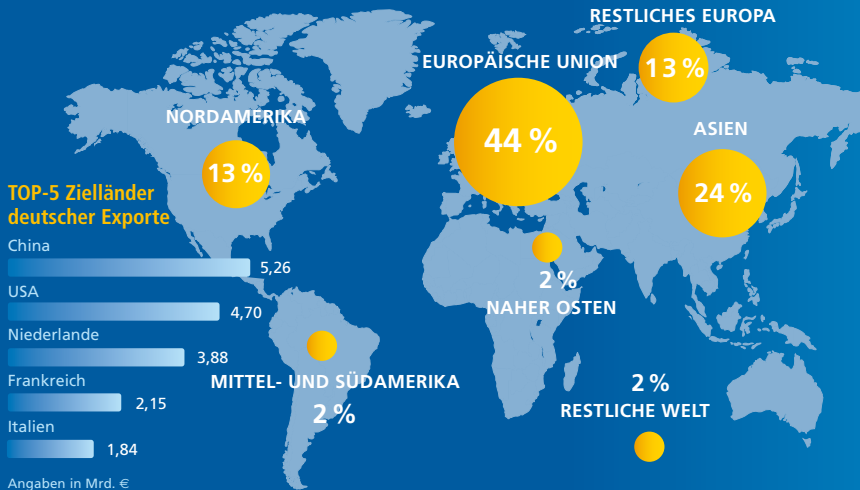 RESTLICHES EUROPA
13 %
EUROPÄISCHE UNION
44 %
NORDAMERIKA
13 %
ASIEN
24 %
2 %
NAHER OSTEN
MITTEL- UND SÜDAMERIKA
2 %
2 %
RESTLICHE WELT
TOP-5 Zielländer
deutscher Exporte
China
5,26
USA
4,70
Niederlande
3,88
Frankreich
2,15
Italien
1,84
Angaben in Mrd. €